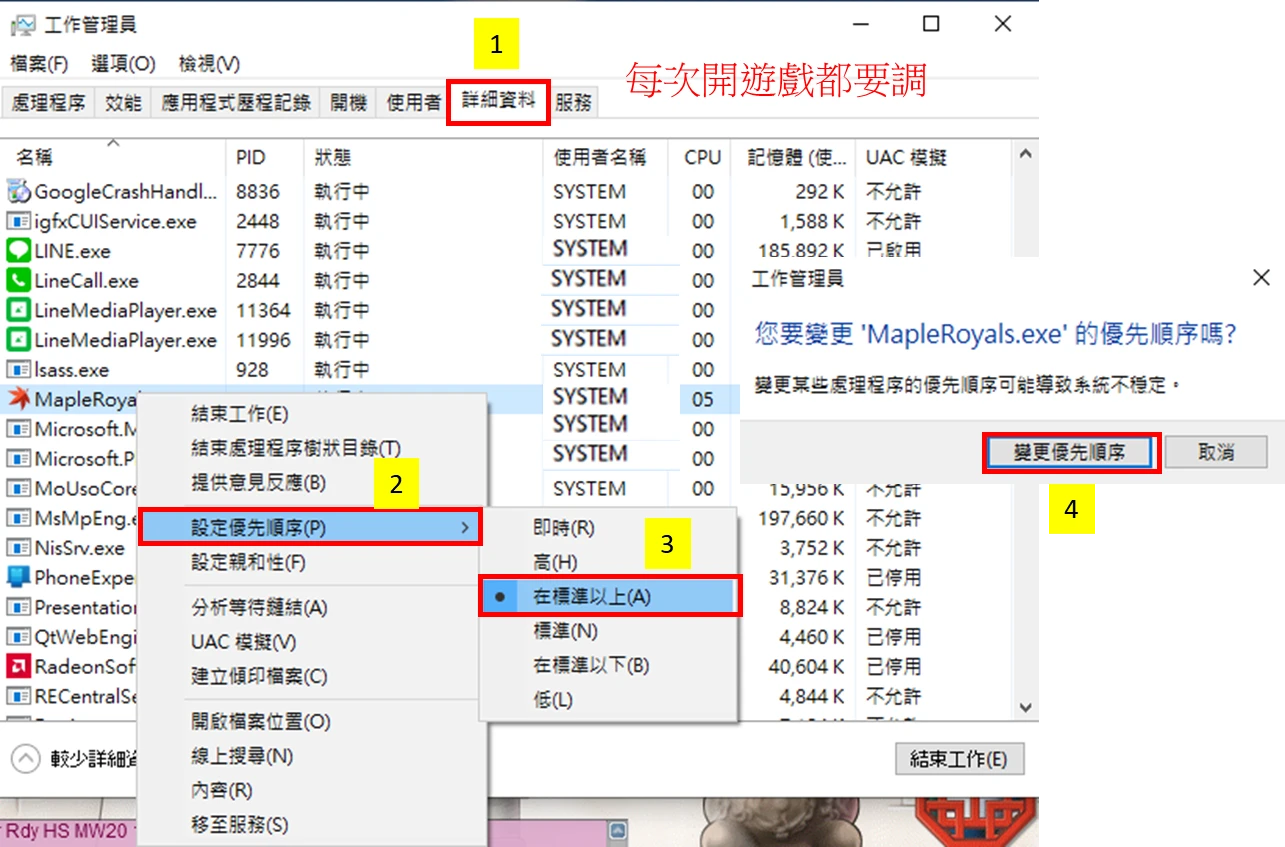 工作管理員
檔案(F) 選項(O) 檢視(V)
1
每次開遊戲都要調
處理程序 效能 應用程式歷程記錄 開機 使用者 詳細資料 服務
名稱 PID 狀態 使用者名稱 CPU 記憶體 (使... UAC 模擬
GoogleCrashHandl... 8836 執行中 SYSTEM 00 292 K 不允許
igfxCUIService.exe 2448 執行中 SYSTEM 00 1,588 K 不允許
LINE.exe 7776 執行中 SYSTEM 00 185,892 K 已啟用
LineCall.exe 2844 執行中 SYSTEM 00
LineMediaPlayer.exe 11364 執行中 SYSTEM 00
LineMediaPlayer.exe 11996 執行中 SYSTEM 00
lsass.exe 928 執行中 SYSTEM 00
MapleRoya SYSTEM 05
Microsoft.M SYSTEM 00
Microsoft.P SYSTEM 00
MoUsoCore SYSTEM 00 15,956 K 不允許
MsMpEng.e 197,660 K 不允許
NisSrv.exe 3,752 K 不允許
PhoneExper 31,376 K 已停用
Presentation 8,824 K 不允許
QtWebEngi 4,460 K 已停用
RadeonSof 40,604 K 已停用
RECentralSe 4,844 K 不允許
工作管理員
您要變更 'MapleRoyals.exe' 的優先順序嗎?
變更某些處理程序的優先順序可能導致系統不穩定。
變更優先順序 取消
4
結束工作(E)
結束處理程序樹狀目錄(T)
提供意見反應(B)
2
設定優先順序(P)
設定親和性(F)
分析等待鏈結(A)
UAC 模擬(V)
建立傾印檔案(C)
開啟檔案位置(O)
線上搜尋(N)
內容(R)
移至服務(S)
即時(R)
3
高(H)
在標準以上(A)
標準(N)
在標準以下(B)
低(L)
較少詳細資
結束工作(E)
Rdy HS MW20